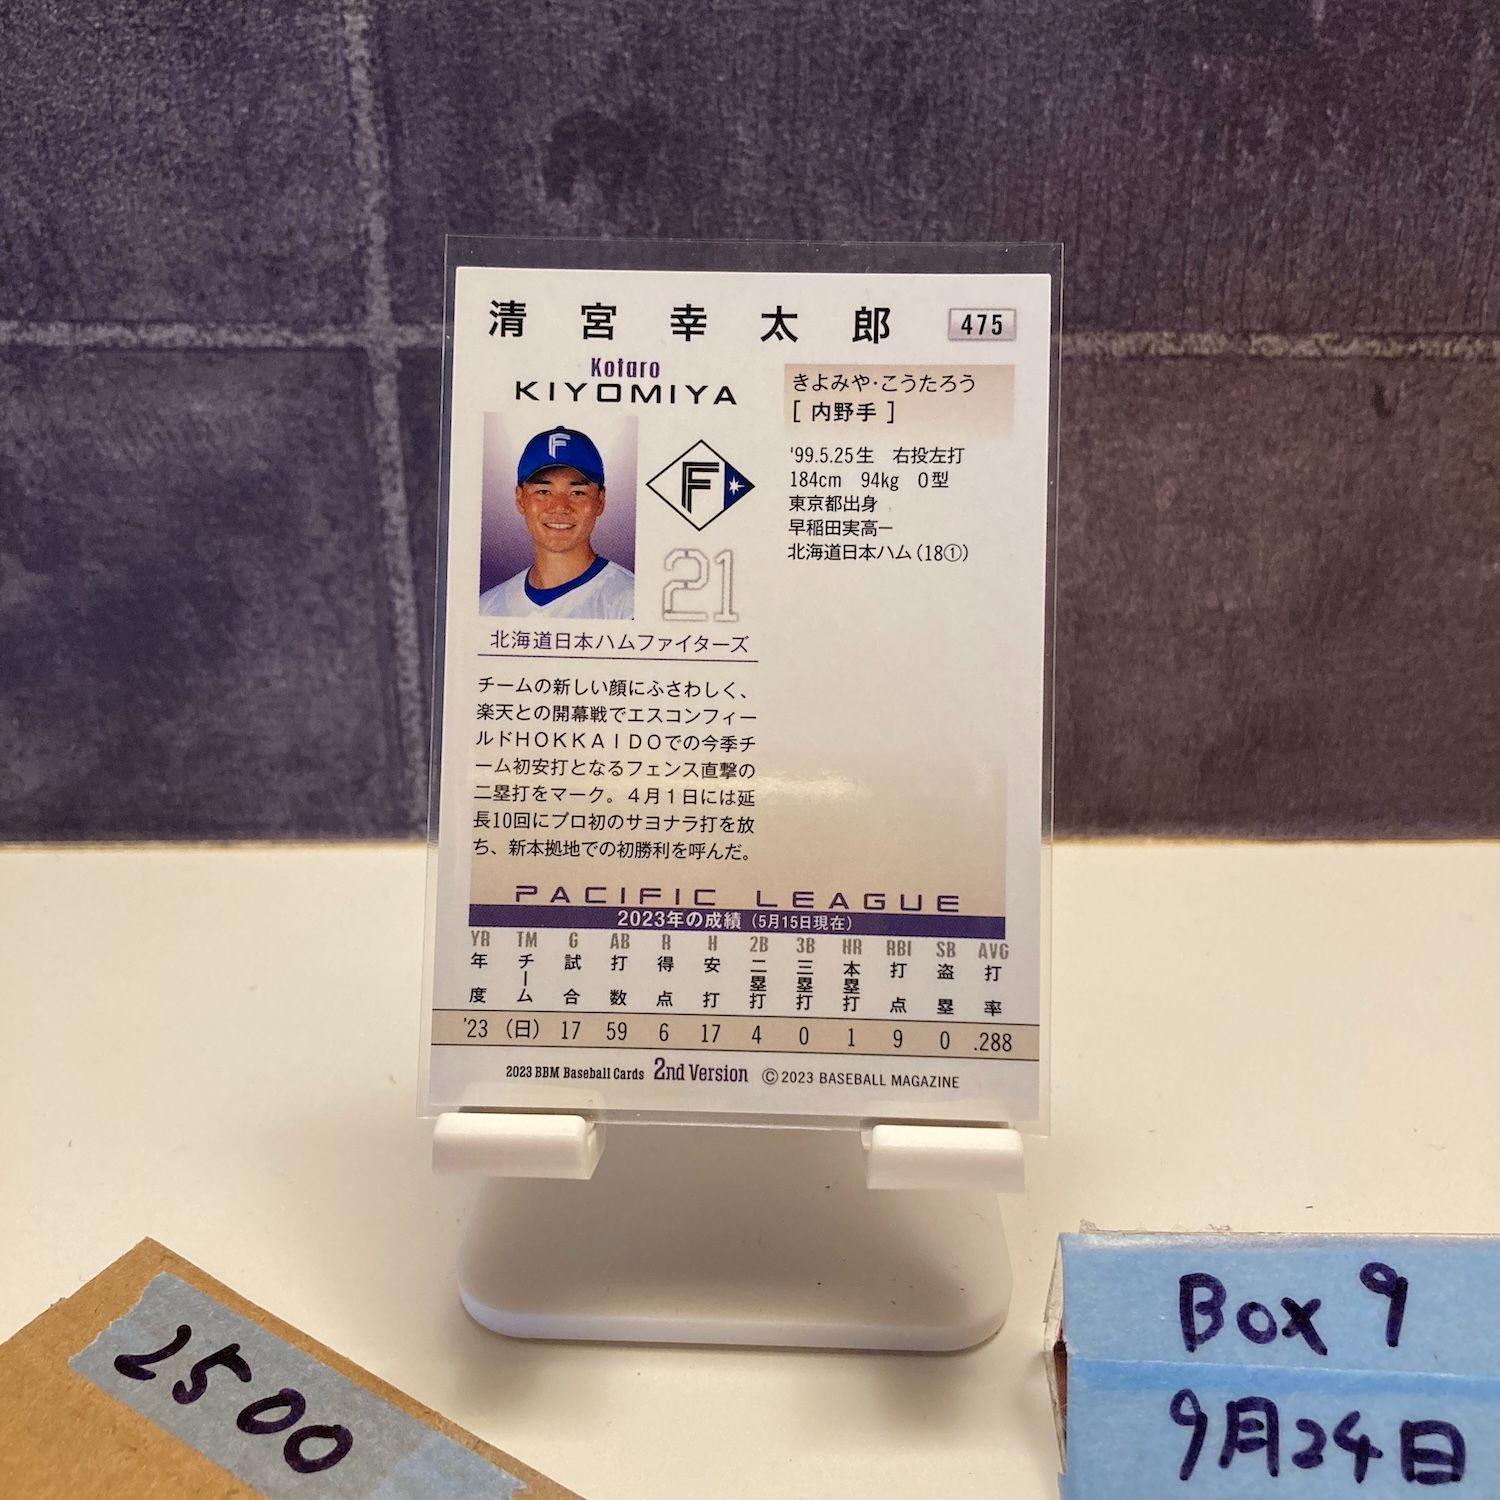 清宮幸太郎 475
Kotaro
KIYOMIYA
きよみや・こうたろう
[ 内野手 ]
F
F
21
'99.5.25生 右投左打
184cm 94kg O型
東京都出身
早稲田実高ー
北海道日本ハム(18①)
北海道日本ハムファイターズ
チームの新しい顔にふさわしく、
楽天との開幕戦でエスコンフィー
ルドHOKKAIDOでの今季チ
ーム初安打となるフェンス直撃の
二塁打をマーク。4月1日には延
長10回にプロ初のサヨナラ打を放
ち、新本拠地での初勝利を呼んだ。
PACIFIC LEAGUE
2023年の成績(5月15日現在)
YR TM G AB R H 2B 3B HR RBI SB AVG
年度 チーム 試合 打数 得点 安打 二塁打 三塁打 本塁打 打点 盗塁 打率
'23 (日) 17 59 6 17 4 0 1 9 0 .288
2023 BBM Baseball Cards 2nd Version ©2023 BASEBALL MAGAZINE
2500
Box 9
9月24日